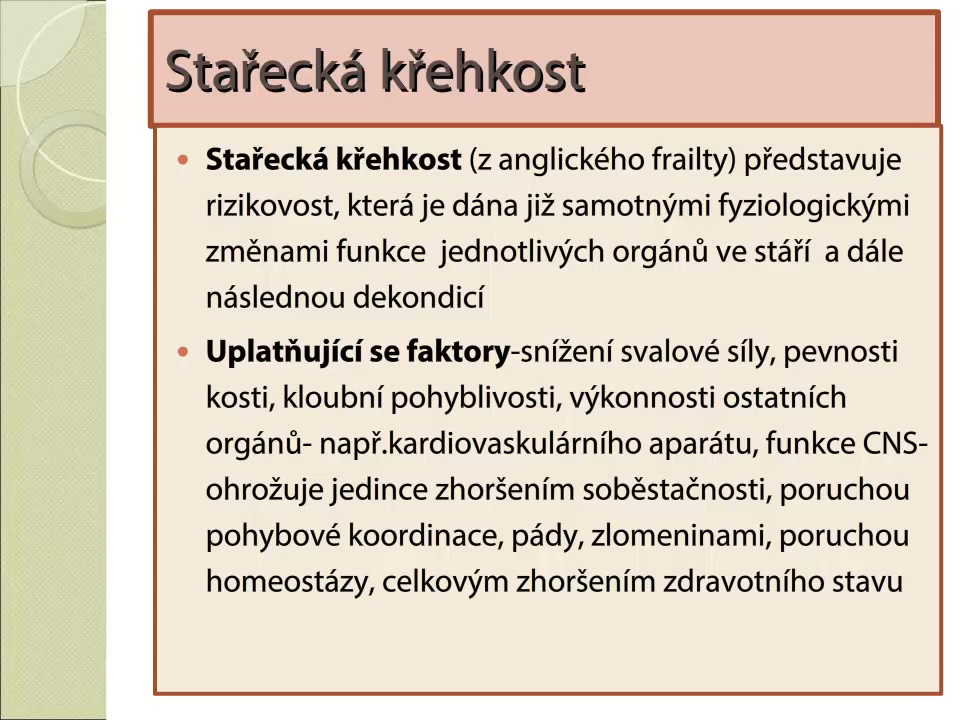 Stařecká křehkost
• Stařecká křehkost (z anglického frailty) představuje
rizikovost, která je dána již samotnými fyziologickými
změnami funkce  jednotlivých orgánů ve stáří  a dále
následnou dekondicí
• Uplatňující se faktory-snížení svalové síly, pevnosti
kosti, kloubní pohyblivosti, výkonnosti ostatních
orgánů- např.kardiovaskulárního aparátu, funkce CNS-
ohrožuje jedince zhoršením soběstačnosti, poruchou
pohybové koordinace, pády, zlomeninami, poruchou
homeostázy, celkovým zhoršením zdravotního stavu